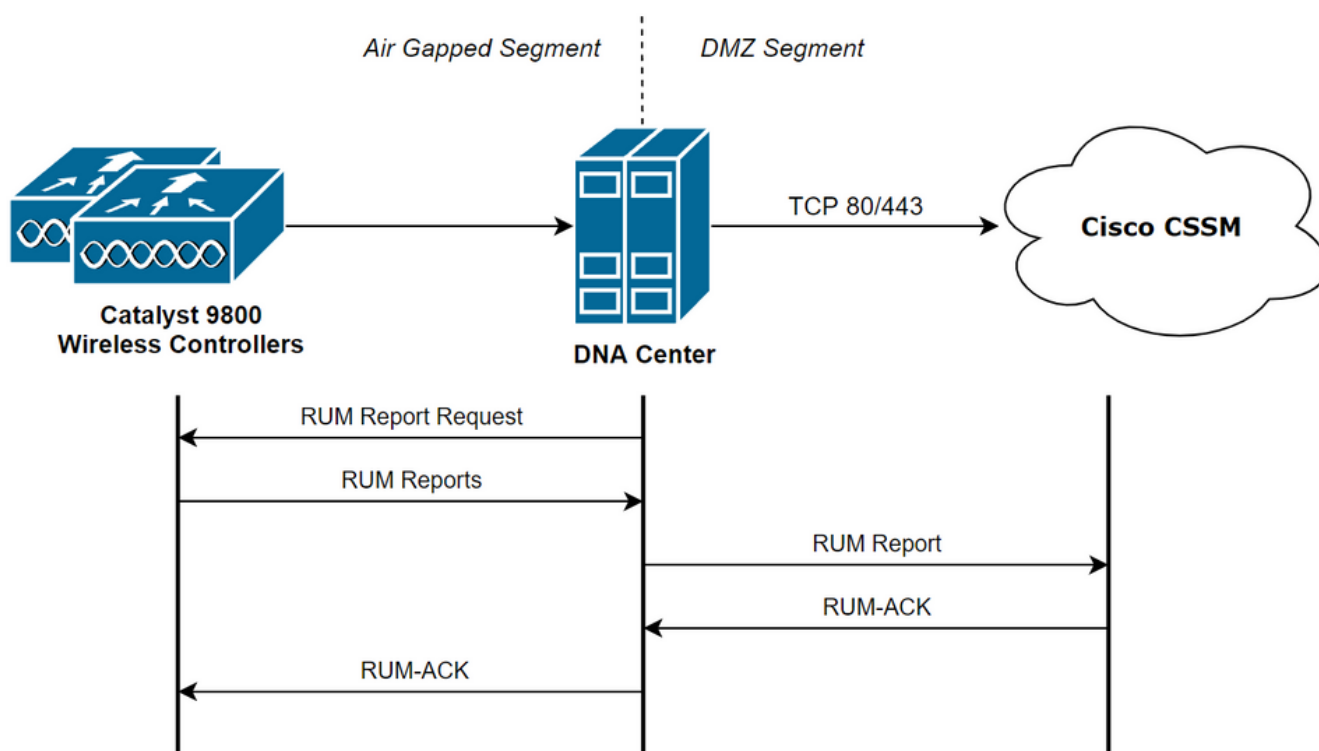 Air Gapped Segment
DMZ Segment
TCP 80/443
Cisco CSSM
Catalyst 9800
Wireless Controllers
DNA Center
RUM Report Request
RUM Reports
RUM Report
RUM-ACK
RUM-ACK